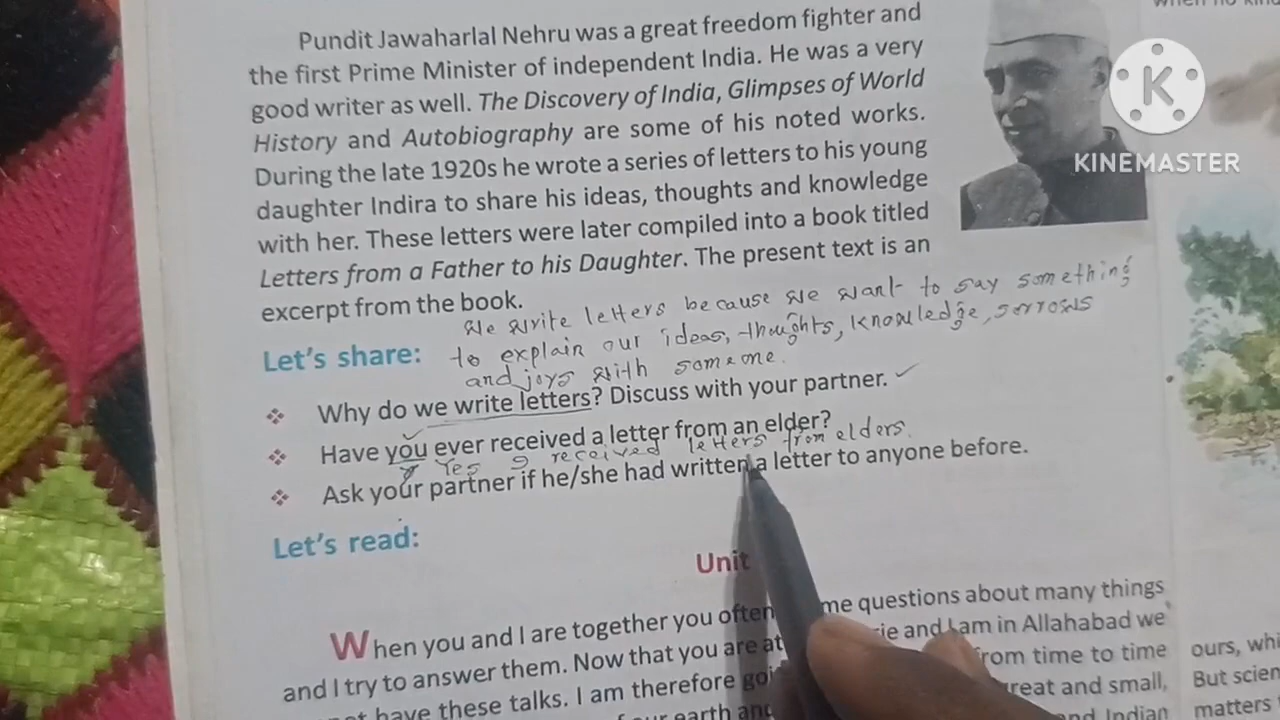 Pundit Jawaharlal Nehru was a great freedom fighter and
the first Prime Minister of independent India. He was a very
good writer as well. The Discovery of India, Glimpses of World
History and Autobiography are some of his noted works.
During the late 1920s he wrote a series of letters to his young
daughter Indira to share his ideas, thoughts and knowledge
with her. These letters were later compiled into a book titled
Letters from a Father to his Daughter. The present text is an
excerpt from the book.
KINEMASTER
We write letters because we want to say something
Let's share: to explain our ideas, thoughts, knowledge, sorrows
and joys with someone.
Why do we write letters? Discuss with your partner.
Have you ever received a letter from an elder?
Yes I received letters from elders.
Ask your partner if he/she had written a letter to anyone before.
Let's read:
Unit
When you and I are together you often me questions about many things
and I try to answer them. Now that you are at and I am in Allahabad we
have these talks. I am therefore from time to time
earth and great and small,
and Indian
ours,
But scien
matters